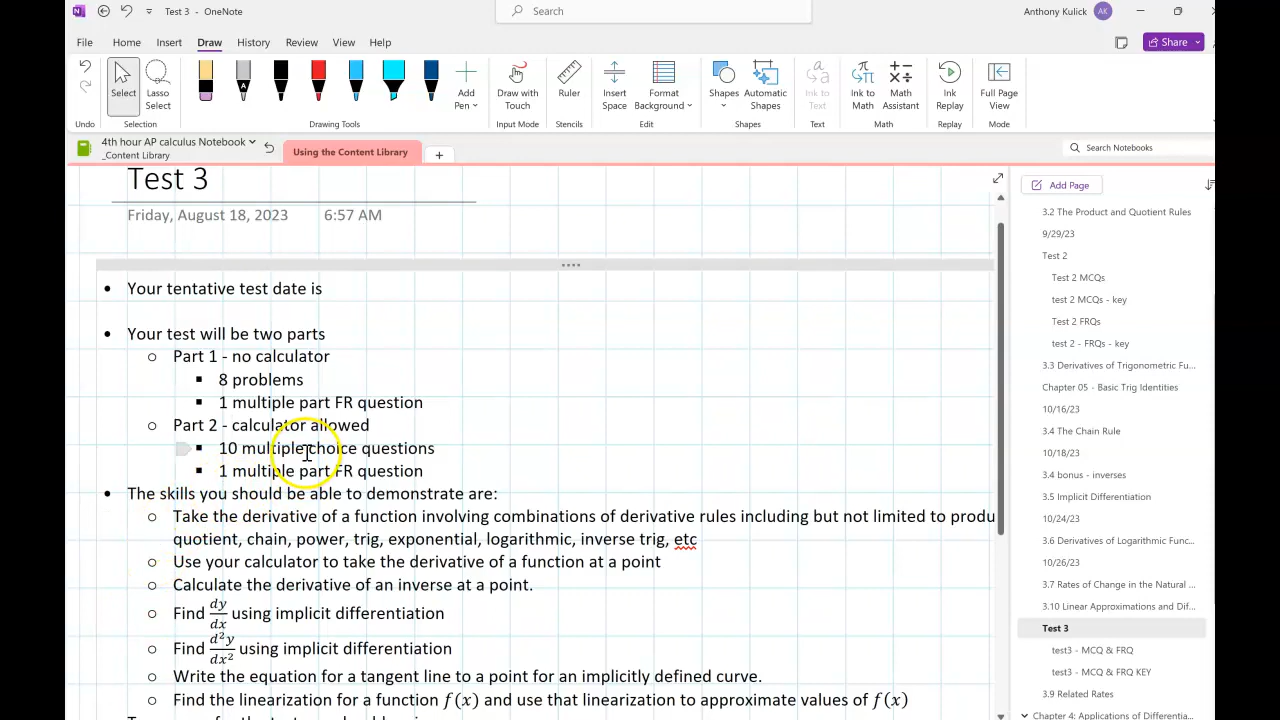 Test 3 - OneNote
Search
Anthony Kulick
AK
File Home Insert Draw History Review View Help
Share
Undo
Select
Lasso Select
Selection
Add Pen
Drawing Tools
Draw with Touch
Input Mode
Ruler
Stencils
Insert Space
Format Background
Edit
Shapes
Automatic Shapes
Shapes
Ink to Text
Text
Ink to Math
Math Assistant
Math
Ink Replay
Replay
Full Page View
Mode
4th hour AP calculus Notebook
_Content Library
Using the Content Library
Search Notebooks
Test 3
Friday, August 18, 2023 6:57 AM
• Your tentative test date is
• Your test will be two parts
○ Part 1 - no calculator
▪ 8 problems
▪ 1 multiple part FR question
○ Part 2 - calculator allowed
▪ 10 multiple choice questions
▪ 1 multiple part FR question
• The skills you should be able to demonstrate are:
○ Take the derivative of a function involving combinations of derivative rules including but not limited to produ
quotient, chain, power, trig, exponential, logarithmic, inverse trig, etc
○ Use your calculator to take the derivative of a function at a point
○ Calculate the derivative of an inverse at a point.
○ Find dy/dx using implicit differentiation
○ Find d²y/dx² using implicit differentiation
○ Write the equation for a tangent line to a point for an implicitly defined curve.
○ Find the linearization for a function f(x) and use that linearization to approximate values of f(x)
Add Page
3.2 The Product and Quotient Rules
9/29/23
Test 2
Test 2 MCQs
test 2 MCQs - key
Test 2 FRQs
test 2 - FRQs - key
3.3 Derivatives of Trigonometric Fu...
Chapter 05 - Basic Trig Identities
10/16/23
3.4 The Chain Rule
10/18/23
3.4 bonus - inverses
3.5 Implicit Differentiation
10/24/23
3.6 Derivatives of Logarithmic Func...
10/26/23
3.7 Rates of Change in the Natural ...
3.10 Linear Approximations and Dif...
Test 3
test3 - MCQ & FRQ
test3 - MCQ & FRQ KEY
3.9 Related Rates
Chapter 4: Applications of Differentia...